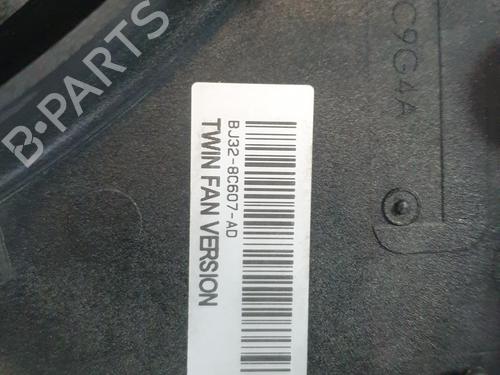 B-PARTS
BJ32-8C607-AD
TWIN FAN VERSION
C9G4A